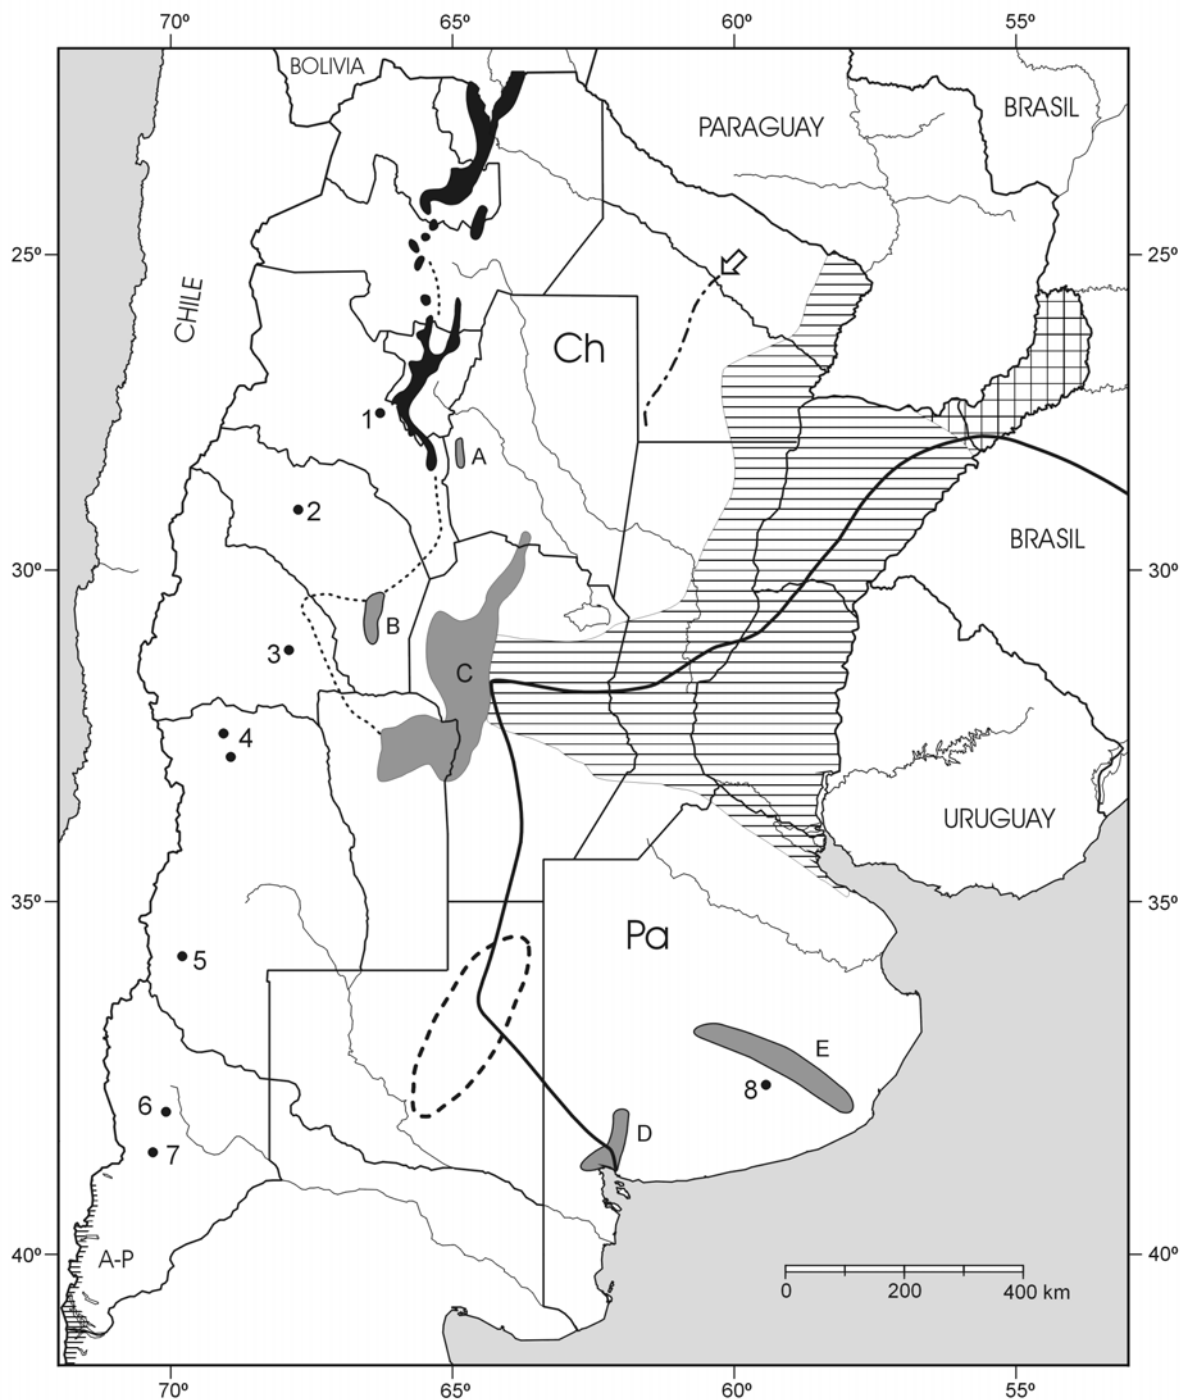 70º 65º 60º 55º
BOLIVIA
BRASIL
PARAGUAY
25º 25º
CHILE
Ch
1
A
2
BRASIL
30º 30º
B
3
C
4
URUGUAY
35º 35º
Pa
5
E
8
6
D
7
40º 40º
A-P
0 200 400 km
70º 65º 60º 55º